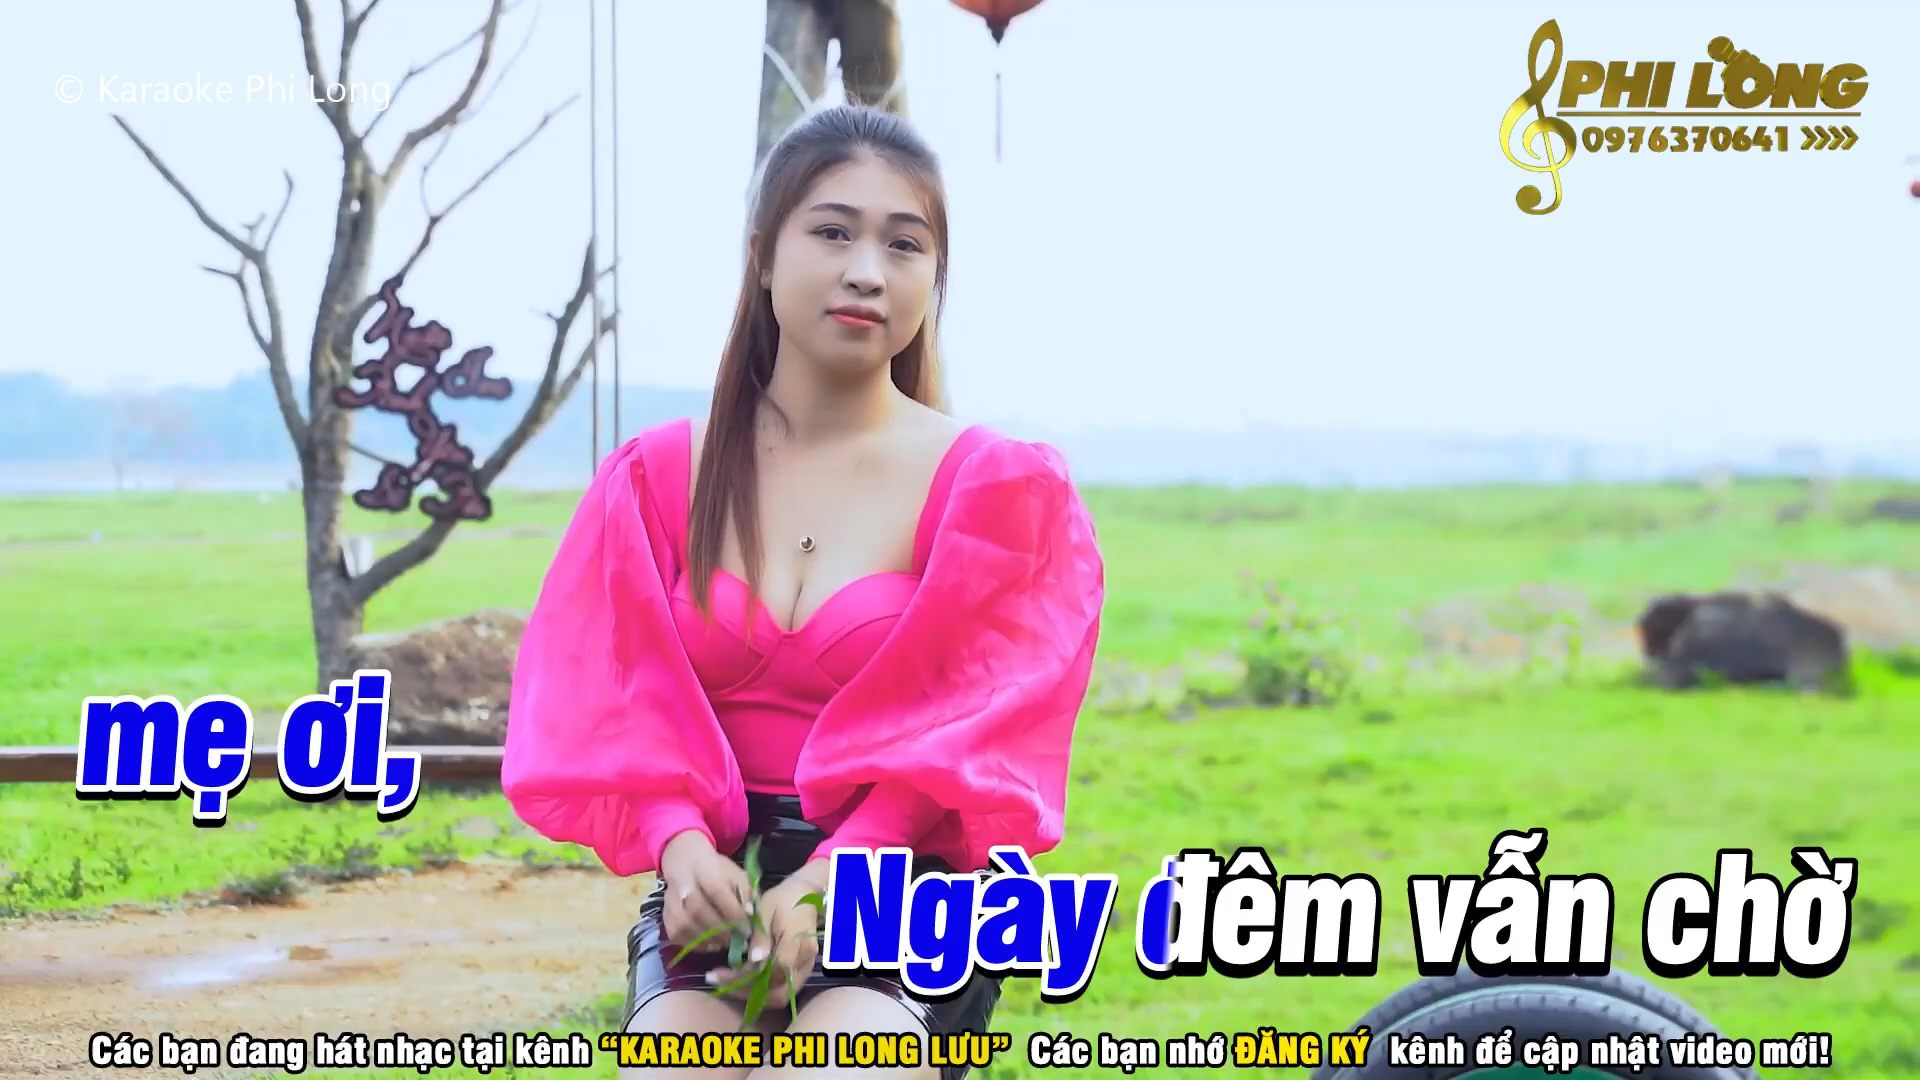 © Karaoke Phi Long
PHI LONG
0976370641
mẹ ơi,
Ngày đêm vẫn chờ
Các bạn đang hát nhạc tại kênh “KARAOKE PHI LONG LƯU” Các bạn nhớ ĐĂNG KÝ kênh để cập nhật video mới!